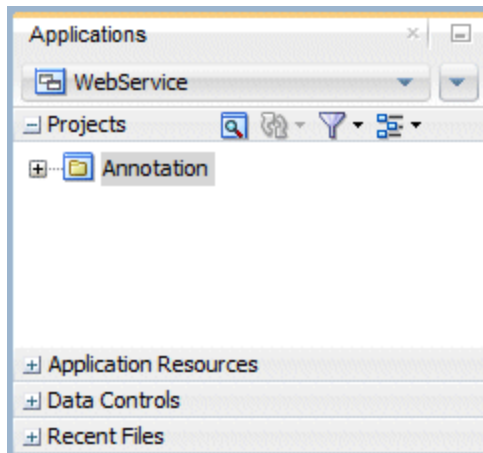 Applications
WebService
Projects
Annotation
Application Resources
Data Controls
Recent Files